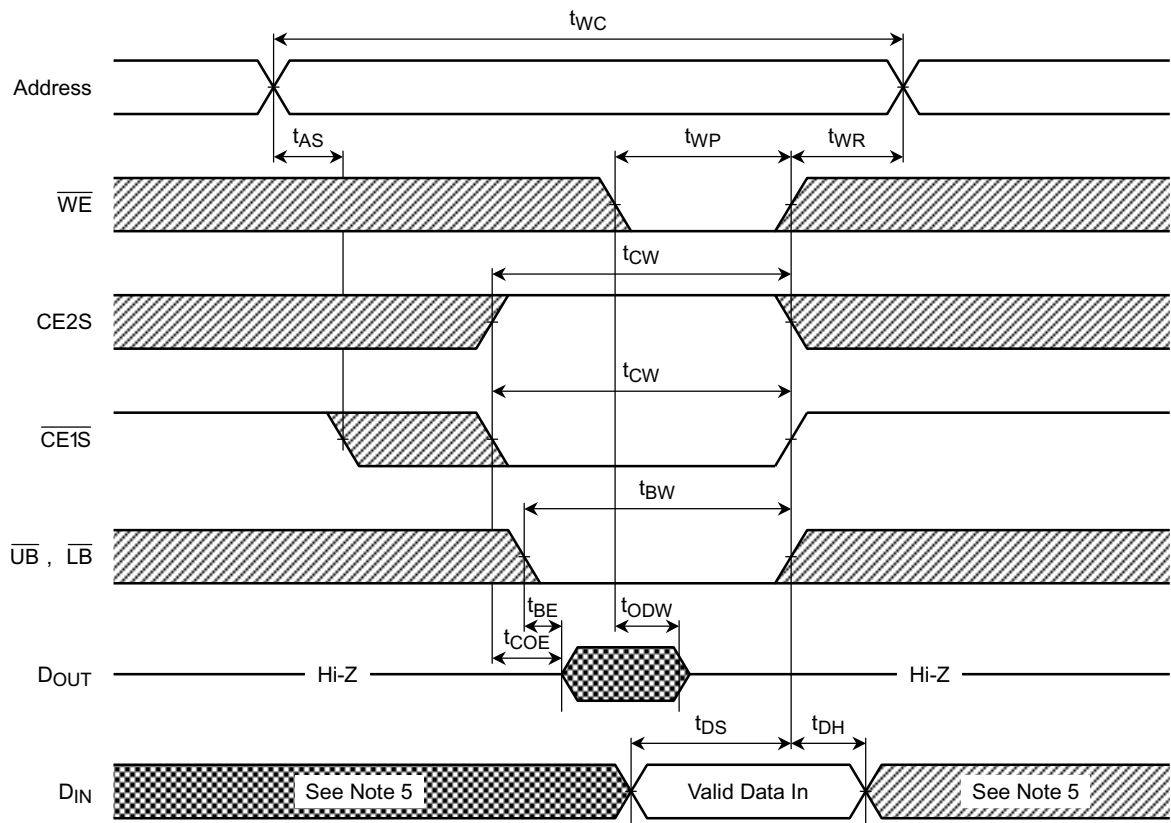 tWC
Address
tAS
tWP
tWR
WE
tCW
CE2S
tCW
CE1S
tBW
UB , LB
tBE
tODW
tCOE
DOUT
Hi-Z
Hi-Z
tDS
tDH
DIN
See Note 5
Valid Data In
See Note 5